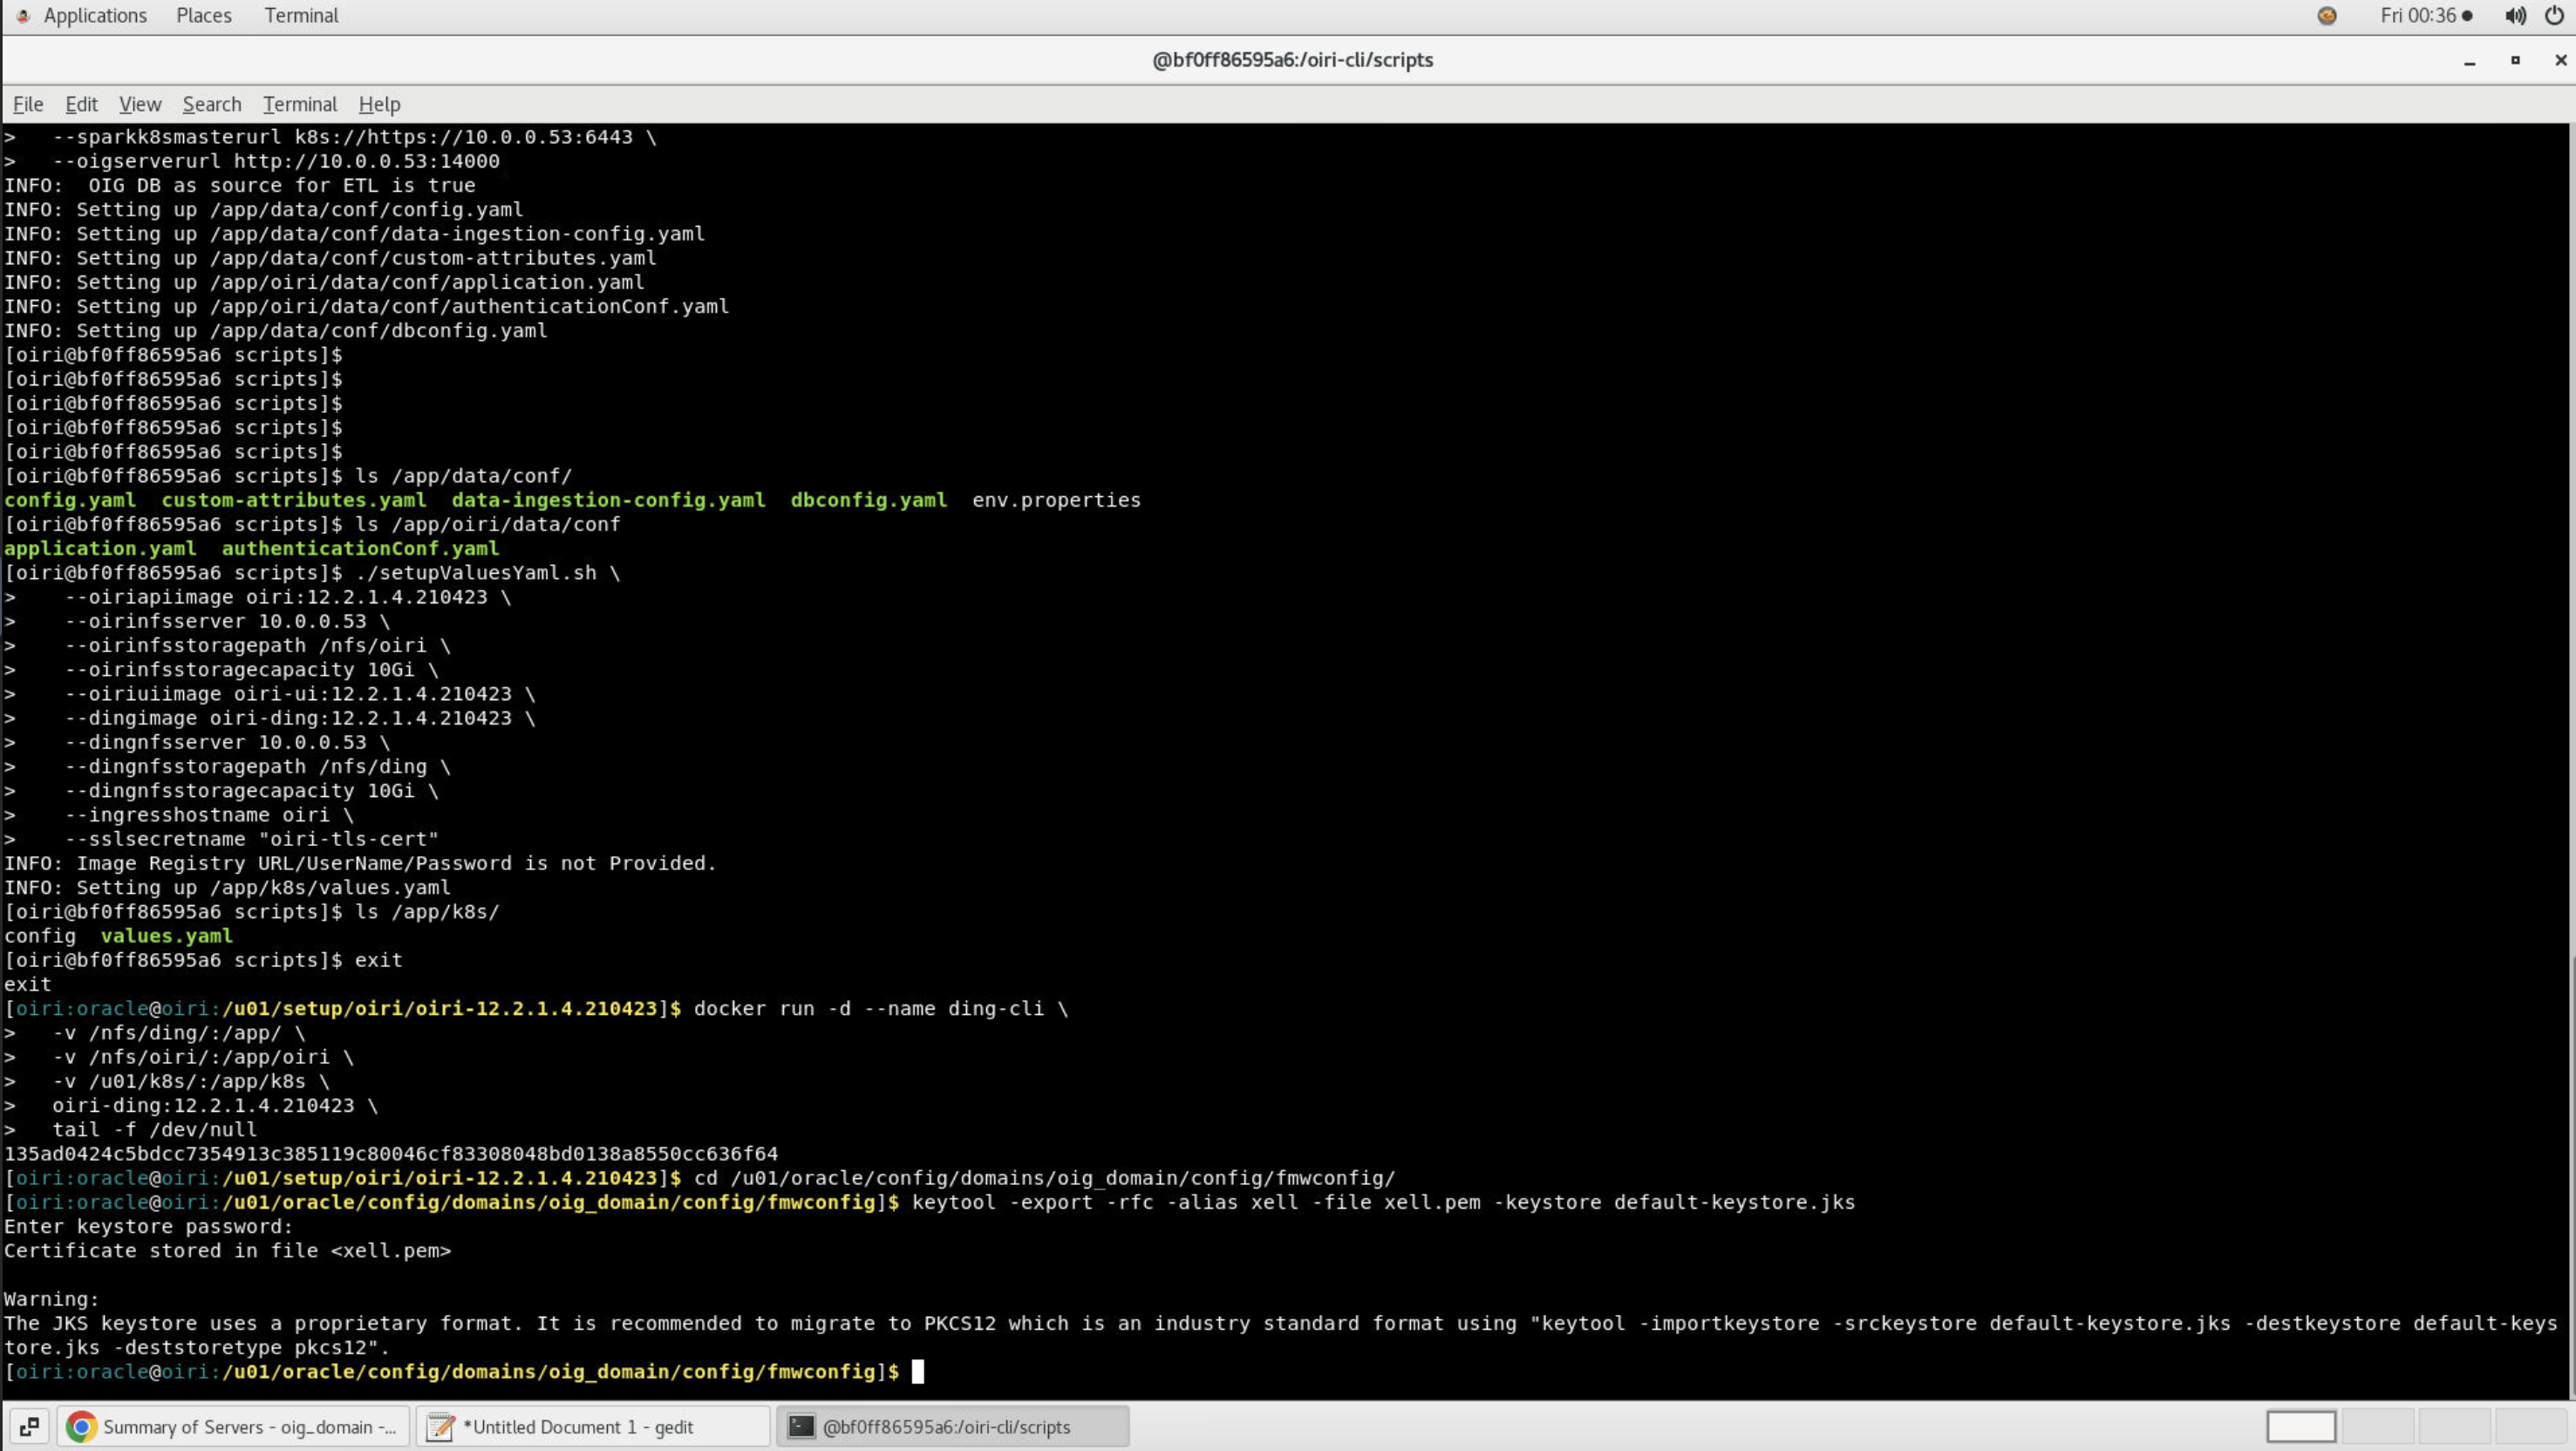 Applications Places Terminal Fri 00:36
@bf0ff86595a6:/oiri-cli/scripts
File Edit View Search Terminal Help
>   --sparkk8smasterurl k8s://https://10.0.0.53:6443 \
>   --oigserverurl http://10.0.0.53:14000
INFO:  OIG DB as source for ETL is true
INFO: Setting up /app/data/conf/config.yaml
INFO: Setting up /app/data/conf/data-ingestion-config.yaml
INFO: Setting up /app/data/conf/custom-attributes.yaml
INFO: Setting up /app/oiri/data/conf/application.yaml
INFO: Setting up /app/oiri/data/conf/authenticationConf.yaml
INFO: Setting up /app/data/conf/dbconfig.yaml
[oiri@bf0ff86595a6 scripts]$
[oiri@bf0ff86595a6 scripts]$
[oiri@bf0ff86595a6 scripts]$
[oiri@bf0ff86595a6 scripts]$
[oiri@bf0ff86595a6 scripts]$
[oiri@bf0ff86595a6 scripts]$ ls /app/data/conf/
config.yaml  custom-attributes.yaml  data-ingestion-config.yaml  dbconfig.yaml  env.properties
[oiri@bf0ff86595a6 scripts]$ ls /app/oiri/data/conf
application.yaml  authenticationConf.yaml
[oiri@bf0ff86595a6 scripts]$ ./setupValuesYaml.sh \
>    --oiriapiimage oiri:12.2.1.4.210423 \
>    --oirinfsserver 10.0.0.53 \
>    --oirinfsstoragepath /nfs/oiri \
>    --oirinfsstoragecapacity 10Gi \
>    --oiriuiimage oiri-ui:12.2.1.4.210423 \
>    --dingimage oiri-ding:12.2.1.4.210423 \
>    --dingnfsserver 10.0.0.53 \
>    --dingnfsstoragepath /nfs/ding \
>    --dingnfsstoragecapacity 10Gi \
>    --ingresshostname oiri \
>    --sslsecretname "oiri-tls-cert"
INFO: Image Registry URL/UserName/Password is not Provided.
INFO: Setting up /app/k8s/values.yaml
[oiri@bf0ff86595a6 scripts]$ ls /app/k8s/
config  values.yaml
[oiri@bf0ff86595a6 scripts]$ exit
exit
[oiri:oracle@oiri:/u01/setup/oiri/oiri-12.2.1.4.210423]$ docker run -d --name ding-cli \
>   -v /nfs/ding/:/app/ \
>   -v /nfs/oiri/:/app/oiri \
>   -v /u01/k8s/:/app/k8s \
>   oiri-ding:12.2.1.4.210423 \
>   tail -f /dev/null
135ad0424c5bdcc7354913c385119c80046cf83308048bd0138a8550cc636f64
[oiri:oracle@oiri:/u01/setup/oiri/oiri-12.2.1.4.210423]$ cd /u01/oracle/config/domains/oig_domain/config/fmwconfig/
[oiri:oracle@oiri:/u01/oracle/config/domains/oig_domain/config/fmwconfig]$ keytool -export -rfc -alias xell -file xell.pem -keystore default-keystore.jks
Enter keystore password:
Certificate stored in file <xell.pem>
Warning:
The JKS keystore uses a proprietary format. It is recommended to migrate to PKCS12 which is an industry standard format using "keytool -importkeystore -srckeystore default-keystore.jks -destkeystore default-keys
tore.jks -deststoretype pkcs12".
[oiri:oracle@oiri:/u01/oracle/config/domains/oig_domain/config/fmwconfig]$
Summary of Servers - oig_domain -... *Untitled Document 1 - gedit @bf0ff86595a6:/oiri-cli/scripts